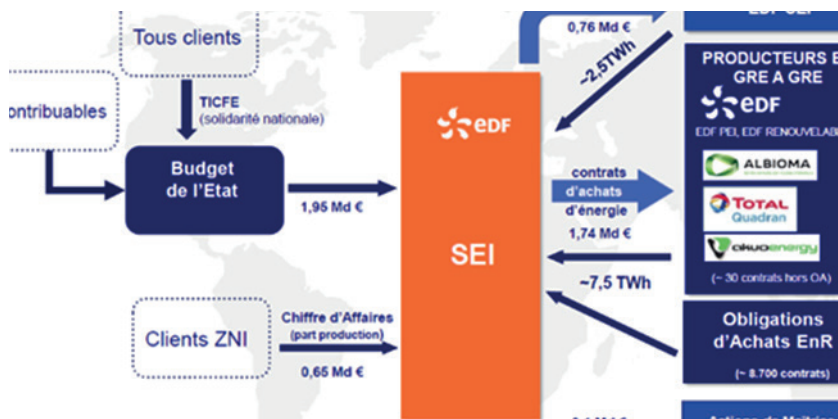 Tous clients
ontribuables
TICFE
(solidarité nationale)
Budget
de l'Etat
1,95 Md €
Clients ZNI
Chiffre d'Affaires
(part production)
0,65 Md €
eDF
SEI
0,76 Md €
~2,5TWh
contrats
d'achats
d'énergie
1,74 Md €
~7,5 TWh
PRODUCTEURS E
GRE A GRE
eDF
EDF PEI, EDF RENOUVELAB
ALBIOMA
TOTAL
Quadran
akuoenergy
(~ 30 contrats hors OA)
Obligations
d'Achats EnR
(~ 8.700 contrats)